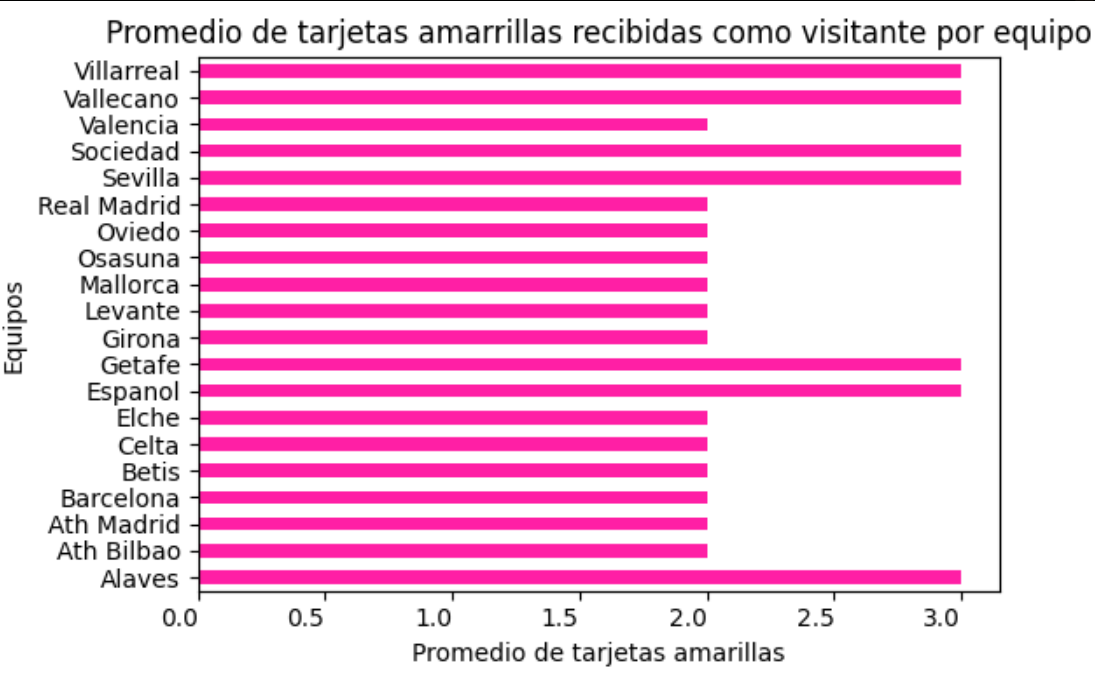 Promedio de tarjetas amarrillas recibidas como visitante por equipo
Villarreal
Vallecano
Valencia
Sociedad
Sevilla
Real Madrid
Oviedo
Osasuna
Mallorca
Levante
Girona
Getafe
Espanol
Elche
Celta
Betis
Barcelona
Ath Madrid
Ath Bilbao
Alaves
Equipos
0.0 0.5 1.0 1.5 2.0 2.5 3.0
Promedio de tarjetas amarillas